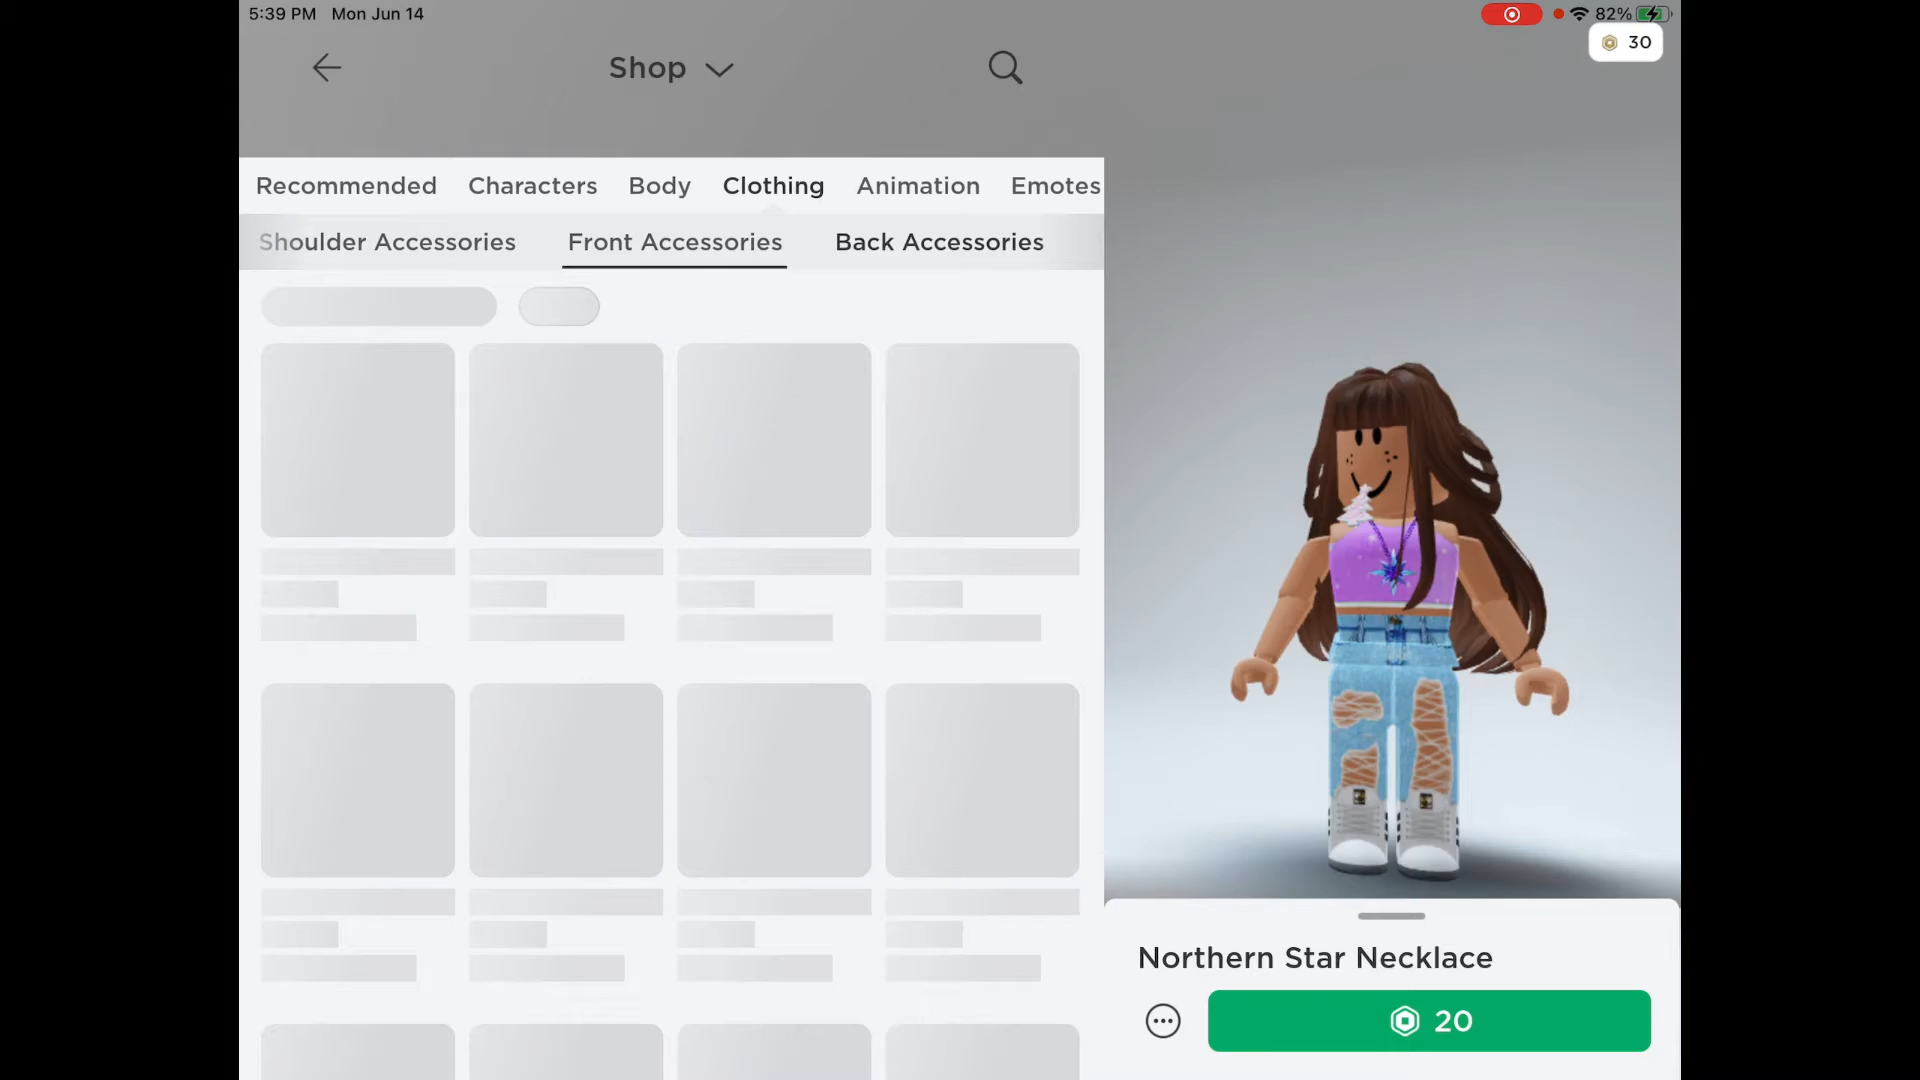 5:39 PM Mon Jun 14
82%
30
Shop
Recommended Characters Body Clothing Animation Emotes
Shoulder Accessories Front Accessories Back Accessories
Northern Star Necklace
20